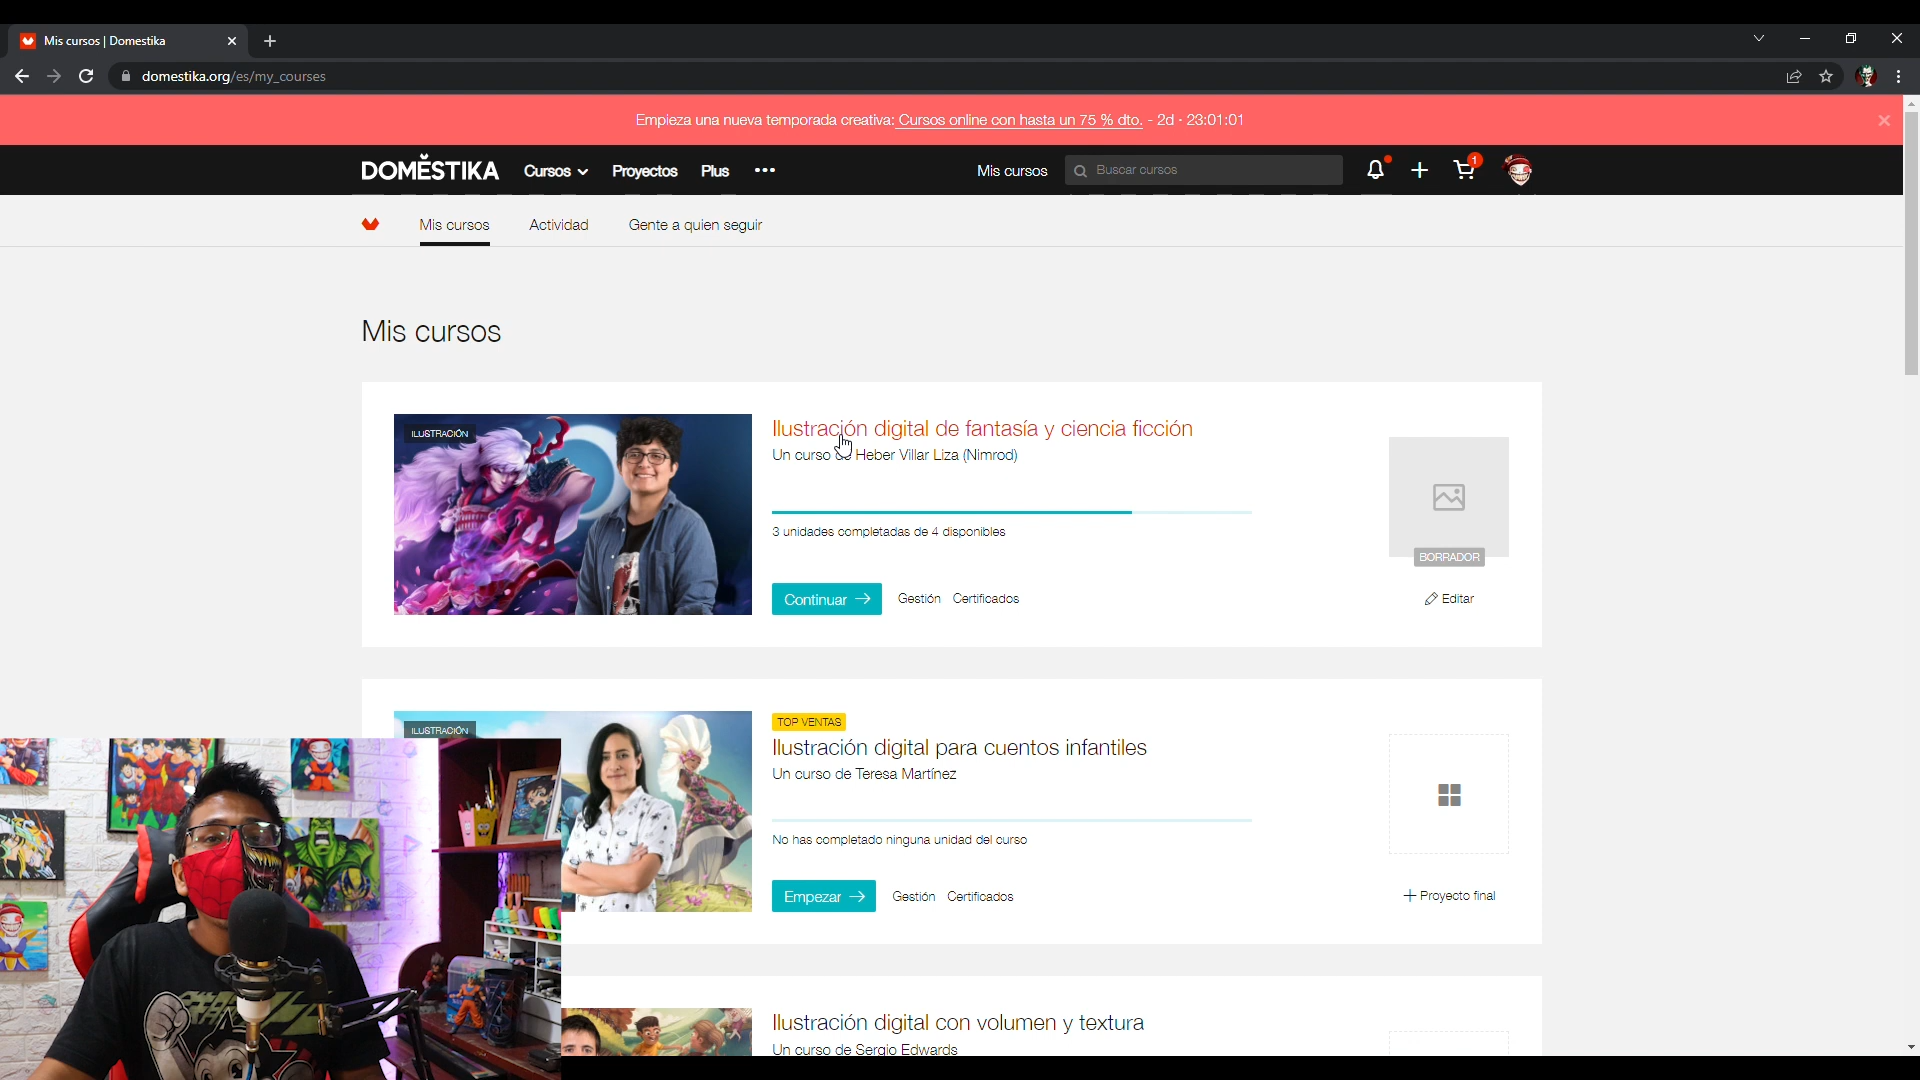 Mis cursos | Domestika
domestika.org/es/my_courses
Empieza una nueva temporada creativa: Cursos online con hasta un 75 % dto. - 2d - 23:01:01
DOMĚSTIKA Cursos Proyectos Plus ••• Mis cursos Buscar cursos 1
Mis cursos Actividad Gente a quien seguir
Mis cursos
ILUSTRACIÓN
Ilustración digital de fantasía y ciencia ficción
Un curso de Heber Villar Liza (Nimrod)
3 unidades completadas de 4 disponibles
BORRADOR
Continuar → Gestión Certificados
Editar
ILUSTRACIÓN
TOP VENTAS
Ilustración digital para cuentos infantiles
Un curso de Teresa Martínez
No has completado ninguna unidad del curso
Empezar → Gestión Certificados
+ Proyecto final
Ilustración digital con volumen y textura
Un curso de Sergio Edwards